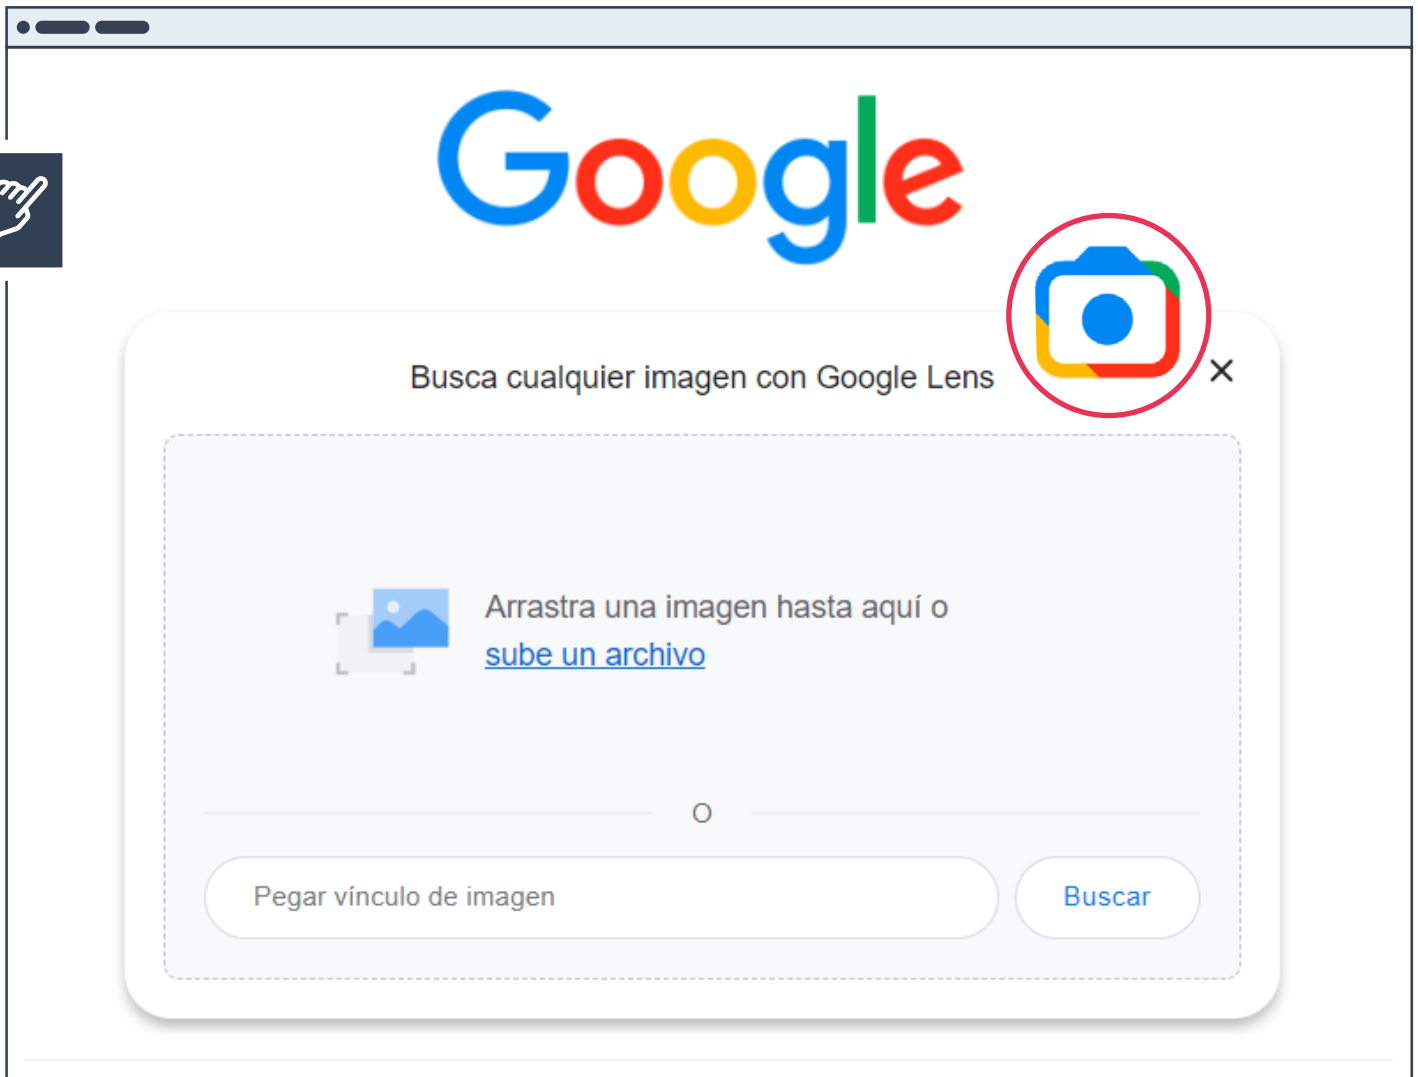 Google
Busca cualquier imagen con Google Lens
Arrastra una imagen hasta aquí o
sube un archivo
O
Pegar vínculo de imagen
Buscar